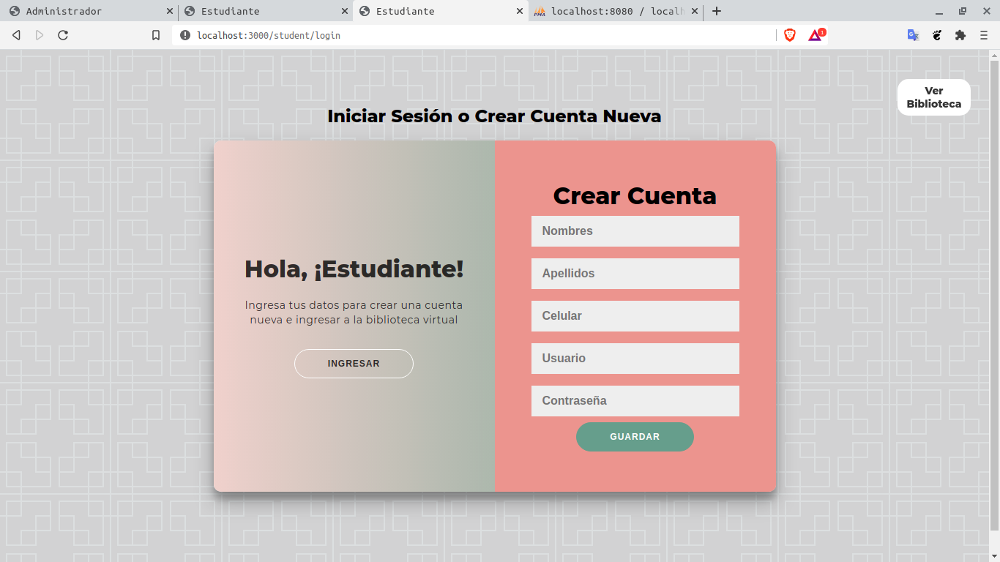 Administrador
Estudiante
Estudiante
localhost:8080 / localh
localhost:3000/student/login
1
Ver
Biblioteca
Iniciar Sesión o Crear Cuenta Nueva
Hola, ¡Estudiante!
Ingresa tus datos para crear una cuenta
nueva e ingresar a la biblioteca virtual
INGRESAR
Crear Cuenta
Nombres
Apellidos
Celular
Usuario
Contraseña
GUARDAR